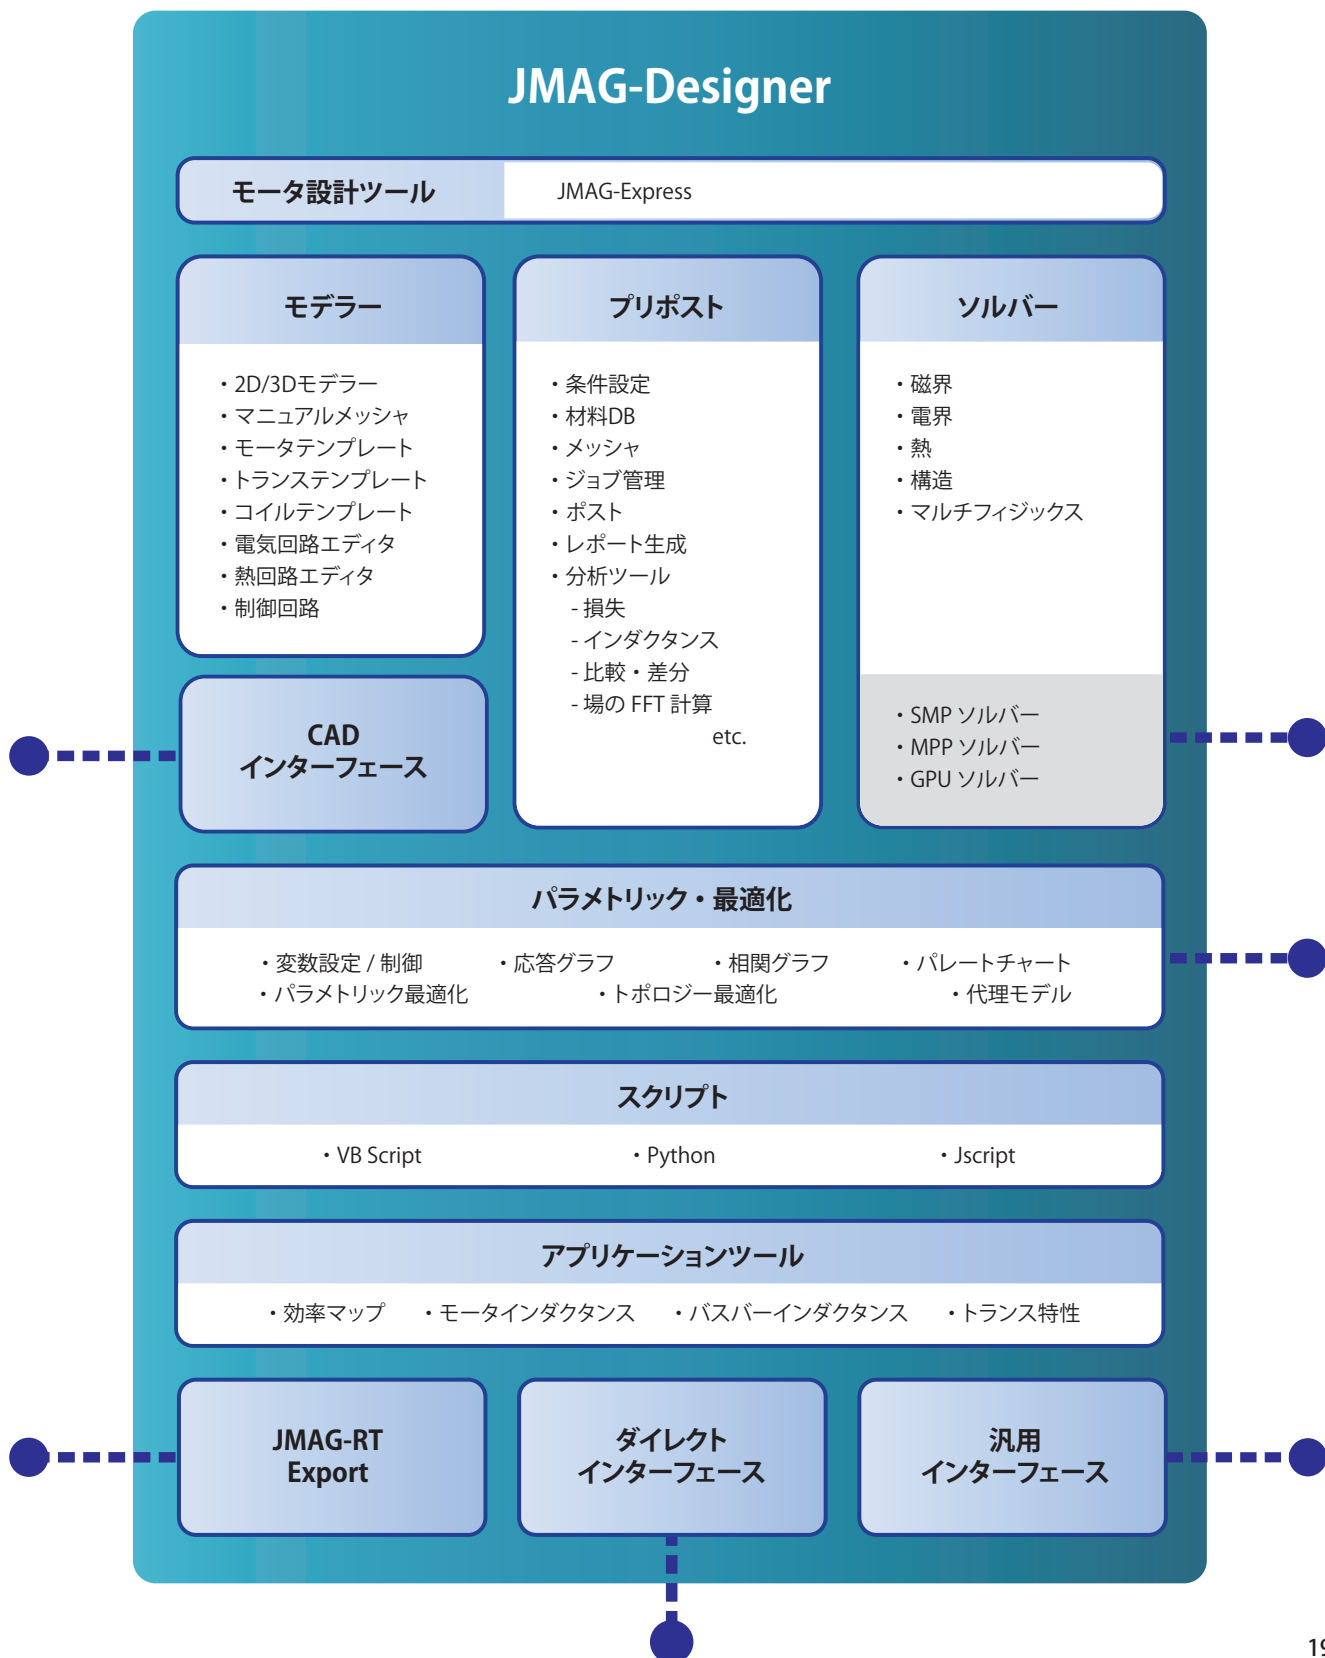 JMAG-Designer
モータ設計ツール
JMAG-Express
モデラー
・2D/3Dモデラー
・マニュアルメッシャ
・モータテンプレート
・トランステンプレート
・コイルテンプレート
・電気回路エディタ
・熱回路エディタ
・制御回路
CAD
インターフェース
プリポスト
・条件設定
・材料DB
・メッシャ
・ジョブ管理
・ポスト
・レポート生成
・分析ツール
- 損失
- インダクタンス
- 比較・差分
- 場の FFT 計算
etc.
ソルバー
・磁界
・電界
・熱
・構造
・マルチフィジックス
・SMP ソルバー
・MPP ソルバー
・GPU ソルバー
パラメトリック・最適化
・変数設定 / 制御 ・応答グラフ ・相関グラフ ・パレートチャート
・パラメトリック最適化 ・トポロジー最適化 ・代理モデル
スクリプト
・VB Script ・Python ・Jscript
アプリケーションツール
・効率マップ ・モータインダクタンス ・バスバーインダクタンス ・トランス特性
JMAG-RT
Export
ダイレクト
インターフェース
汎用
インターフェース
19